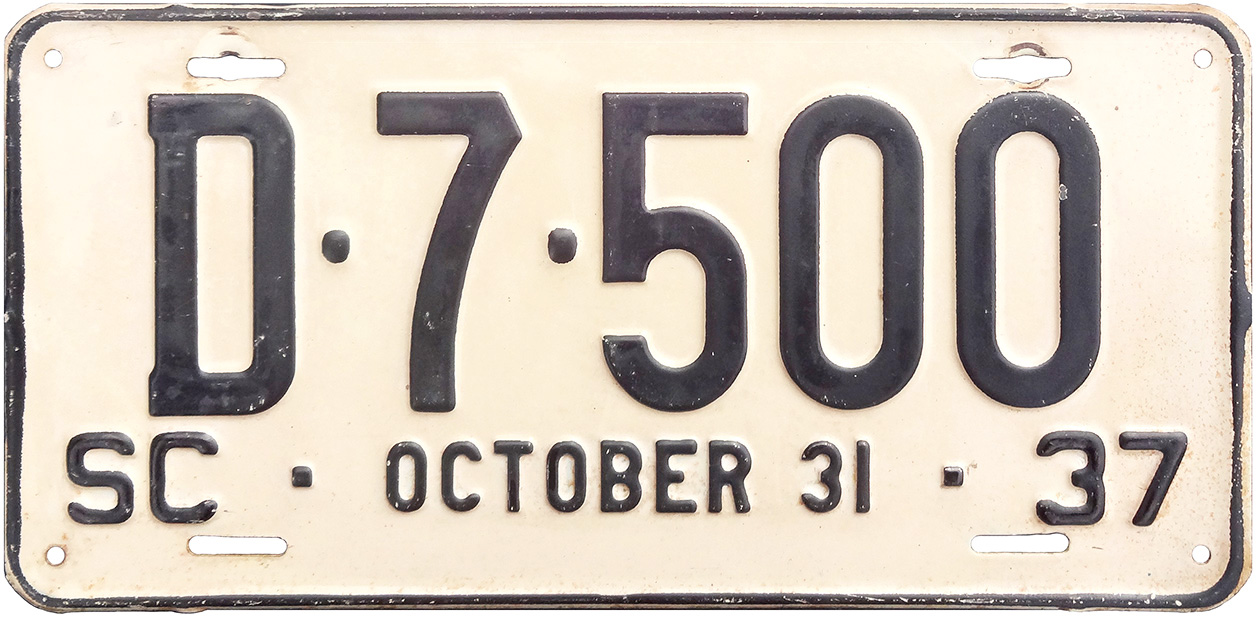 D·7·500
SC · OCTOBER 31 · 37